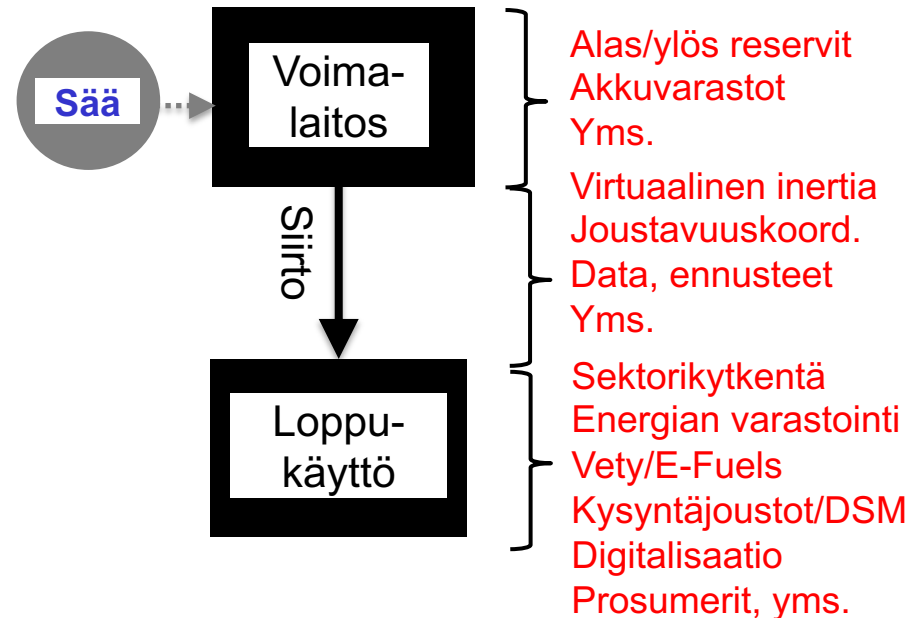 Sää
Voima-
laitos
Siirto
Loppu-
käyttö
Alas/ylös reservit
Akkuvarastot
Yms.
Virtuaalinen inertia
Joustavuuskoord.
Data, ennusteet
Yms.
Sektorikytkentä
Energian varastointi
Vety/E-Fuels
Kysyntäjoustot/DSM
Digitalisaatio
Prosumerit, yms.